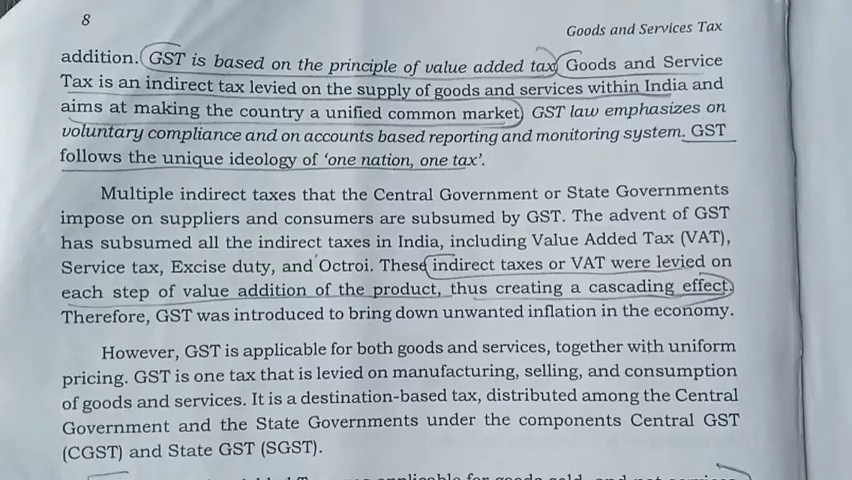 8
Goods and Services Tax
addition. GST is based on the principle of value added tax. Goods and Service
Tax is an indirect tax levied on the supply of goods and services within India and
aims at making the country a unified common market. GST law emphasizes on
voluntary compliance and on accounts based reporting and monitoring system. GST
follows the unique ideology of ‘one nation, one tax’.
Multiple indirect taxes that the Central Government or State Governments
impose on suppliers and consumers are subsumed by GST. The advent of GST
has subsumed all the indirect taxes in India, including Value Added Tax (VAT),
Service tax, Excise duty, and Octroi. These indirect taxes or VAT were levied on
each step of value addition of the product, thus creating a cascading effect.
Therefore, GST was introduced to bring down unwanted inflation in the economy.
However, GST is applicable for both goods and services, together with uniform
pricing. GST is one tax that is levied on manufacturing, selling, and consumption
of goods and services. It is a destination-based tax, distributed among the Central
Government and the State Governments under the components Central GST
(CGST) and State GST (SGST).
applicable for goods sold, and not services